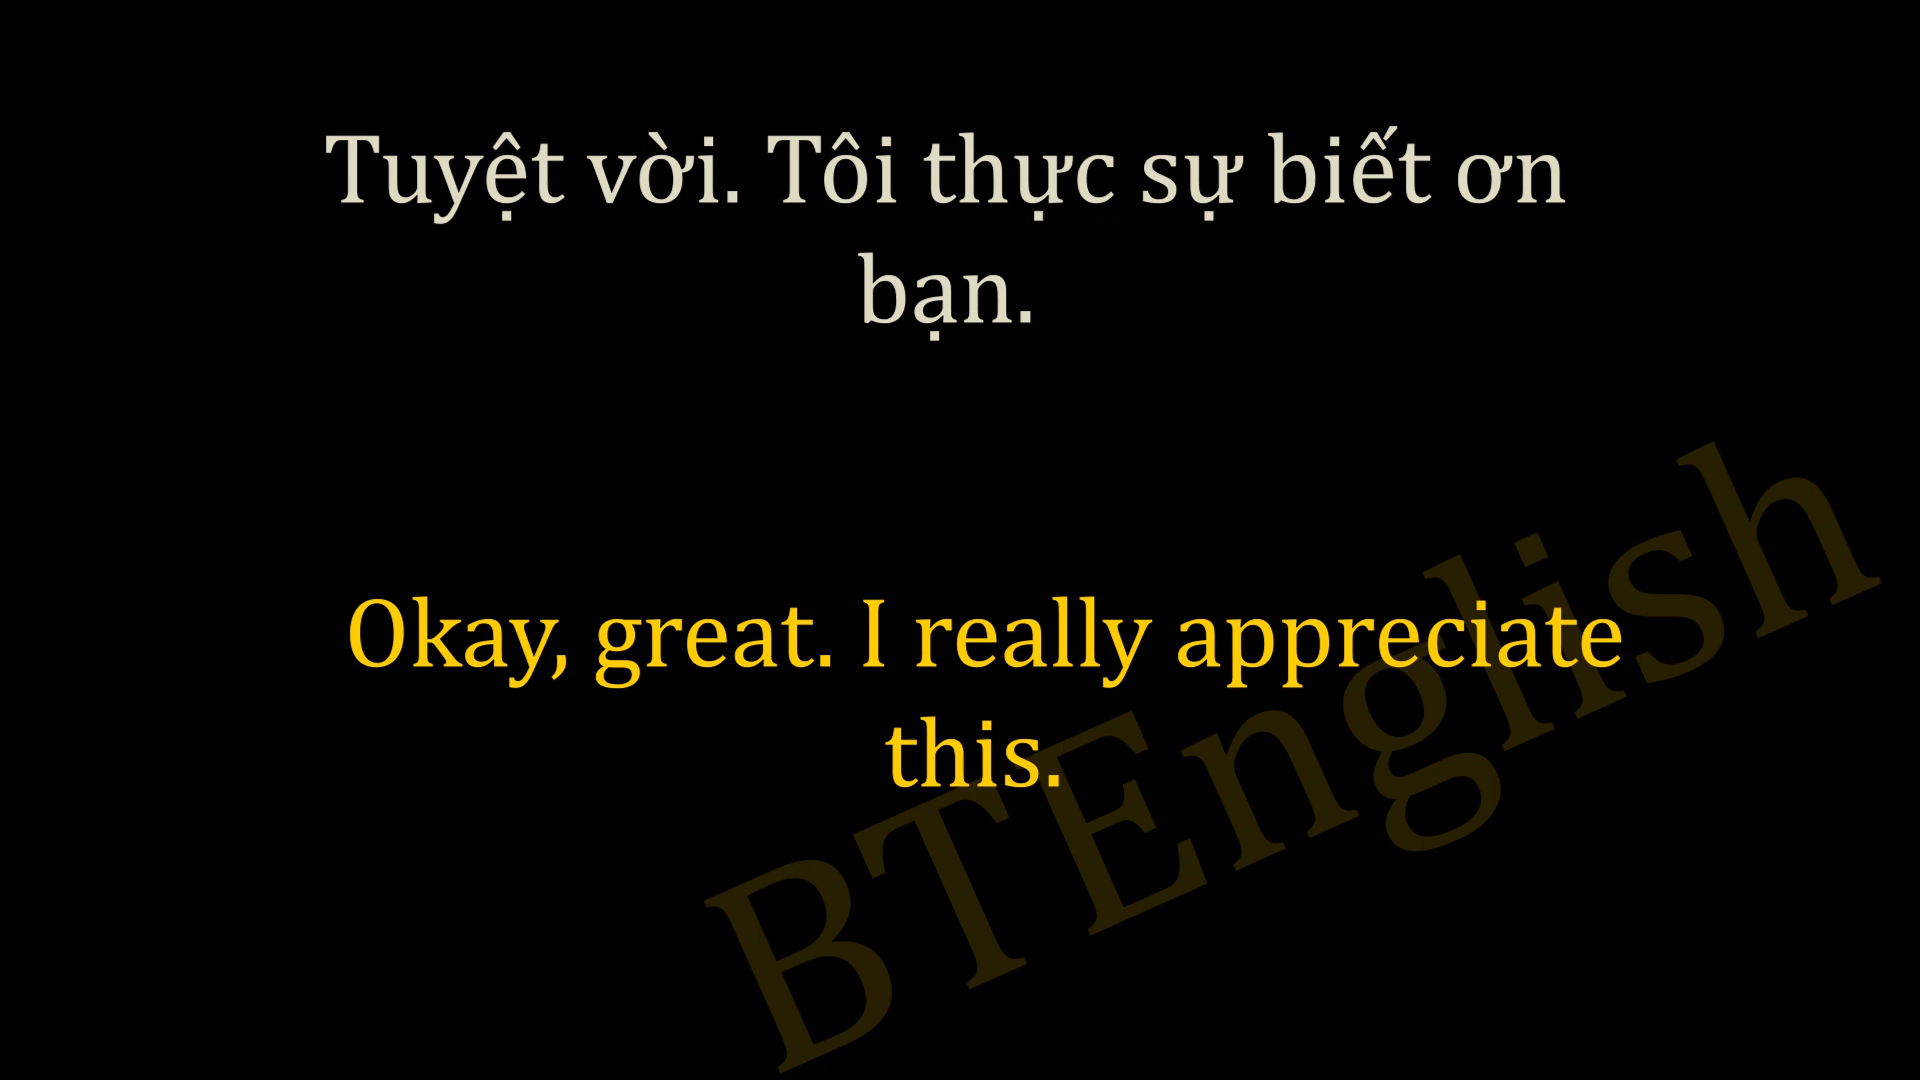 Tuyệt vời. Tôi thực sự biết ơn
bạn.
Okay, great. I really appreciate
this.
BTEnglish